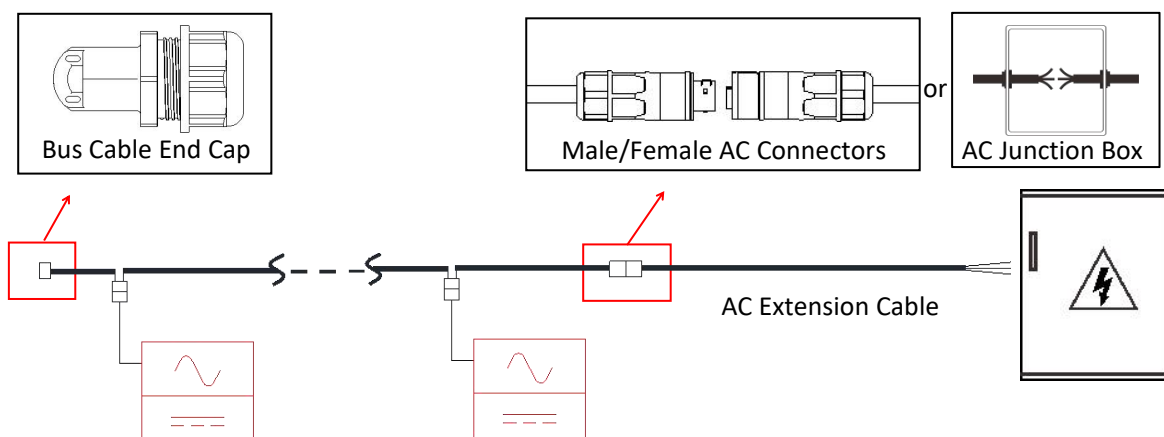 Bus Cable End Cap
Male/Female AC Connectors
or
AC Junction Box
AC Extension Cable